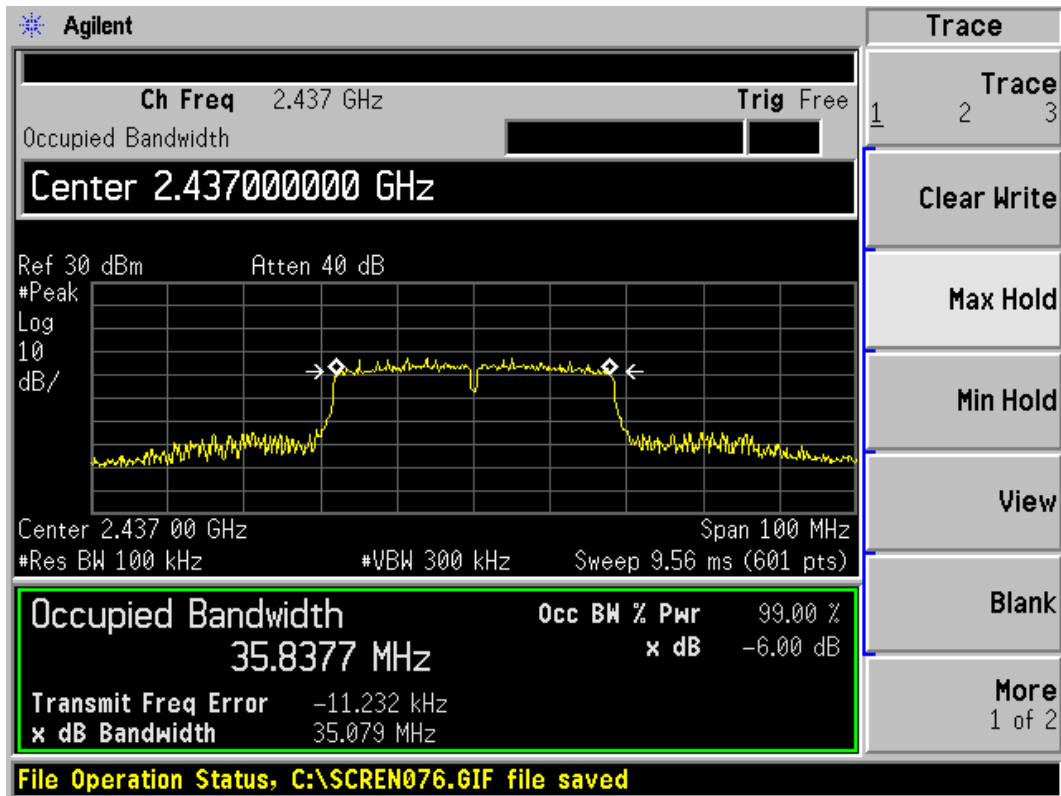 Agilent
Ch Freq 2.437 GHz Trig Free
Occupied Bandwidth
Center 2.437000000 GHz
Ref 30 dBm Atten 40 dB
#Peak
Log
10
dB/
Center 2.437 00 GHz Span 100 MHz
#Res BW 100 kHz #VBW 300 kHz Sweep 9.56 ms (601 pts)
Occupied Bandwidth
35.8377 MHz
Occ BW % Pwr 99.00 %
x dB -6.00 dB
Transmit Freq Error -11.232 kHz
x dB Bandwidth 35.079 MHz
File Operation Status, C:\SCREN076.GIF file saved
Trace
Trace
1 2 3
Clear Write
Max Hold
Min Hold
View
Blank
More
1 of 2